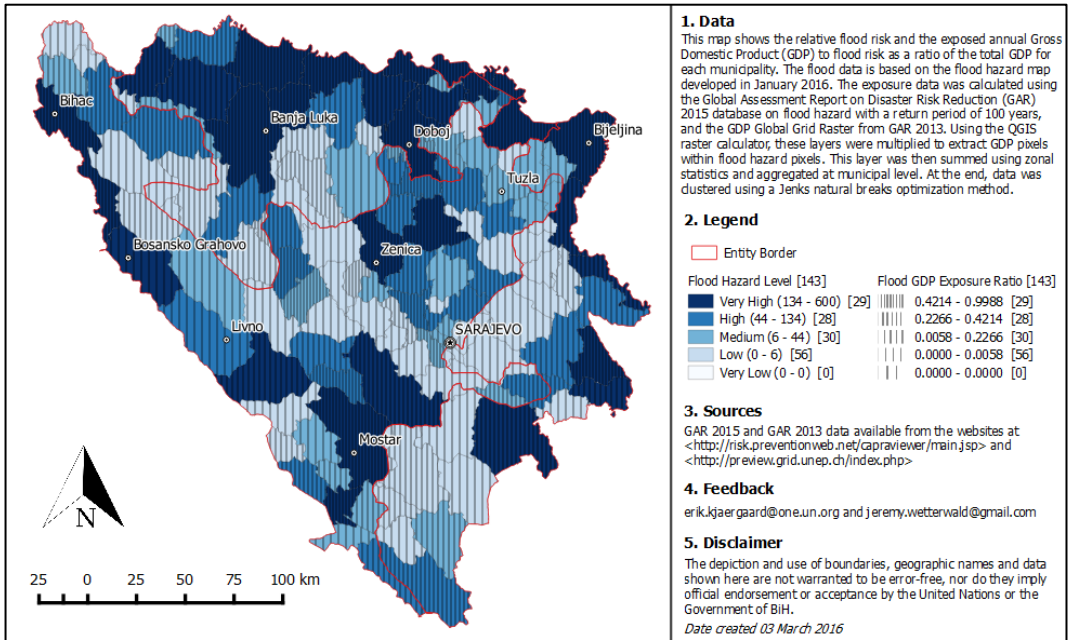 Bihac
Banja Luka
Doboj
Bijeljina
Tuzla
Bosansko Grahovo
Zenica
Livno
SARAJEVO
Mostar
N
25 0 25 50 75 100 km
1. Data
This map shows the relative flood risk and the exposed annual Gross
Domestic Product (GDP) to flood risk as a ratio of the total GDP for
each municipality. The flood data is based on the flood hazard map
developed in January 2016. The exposure data was calculated using
the Global Assessment Report on Disaster Risk Reduction (GAR)
2015 database on flood hazard with a return period of 100 years,
and the GDP Global Grid Raster from GAR 2013. Using the QGIS
raster calculator, these layers were multiplied to extract GDP pixels
within flood hazard pixels. This layer was then summed using zonal
statistics and aggregated at municipal level. At the end, data was
clustered using a Jenks natural breaks optimization method.
2. Legend
Entity Border
Flood Hazard Level [143] Flood GDP Exposure Ratio [143]
Very High (134 - 600) [29] 0.4214 - 0.9988 [29]
High (44 - 134) [28] 0.2266 - 0.4214 [28]
Medium (6 - 44) [30] 0.0058 - 0.2266 [30]
Low (0 - 6) [56] 0.0000 - 0.0058 [56]
Very Low (0 - 0) [0] 0.0000 - 0.0000 [0]
3. Sources
GAR 2015 and GAR 2013 data available from the websites at
<http://risk.preventionweb.net/capraviewer/main.jsp> and
<http://preview.grid.unep.ch/index.php>
4. Feedback
erik.kjaergaard@one.un.org and jeremy.wetterwald@gmail.com
5. Disclaimer
The depiction and use of boundaries, geographic names and data
shown here are not warranted to be error-free, nor do they imply
official endorsement or acceptance by the United Nations or the
Government of BiH.
Date created 03 March 2016